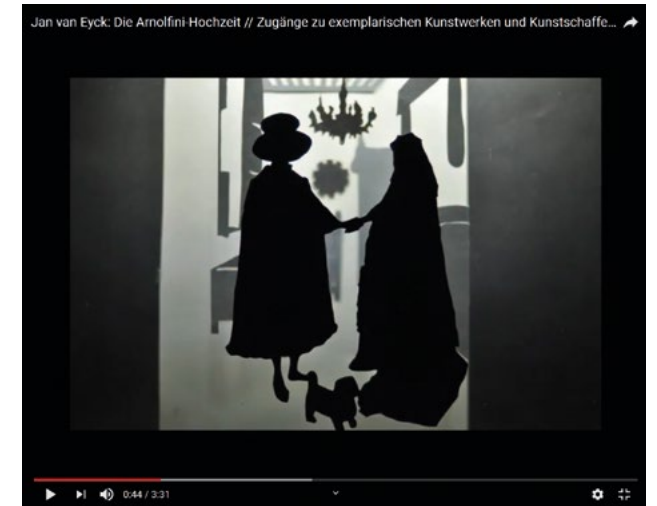 Jan van Eyck: Die Arnolfini-Hochzeit // Zugänge zu exemplarischen Kunstwerken und Kunstschaffe...
0:44 / 3:31